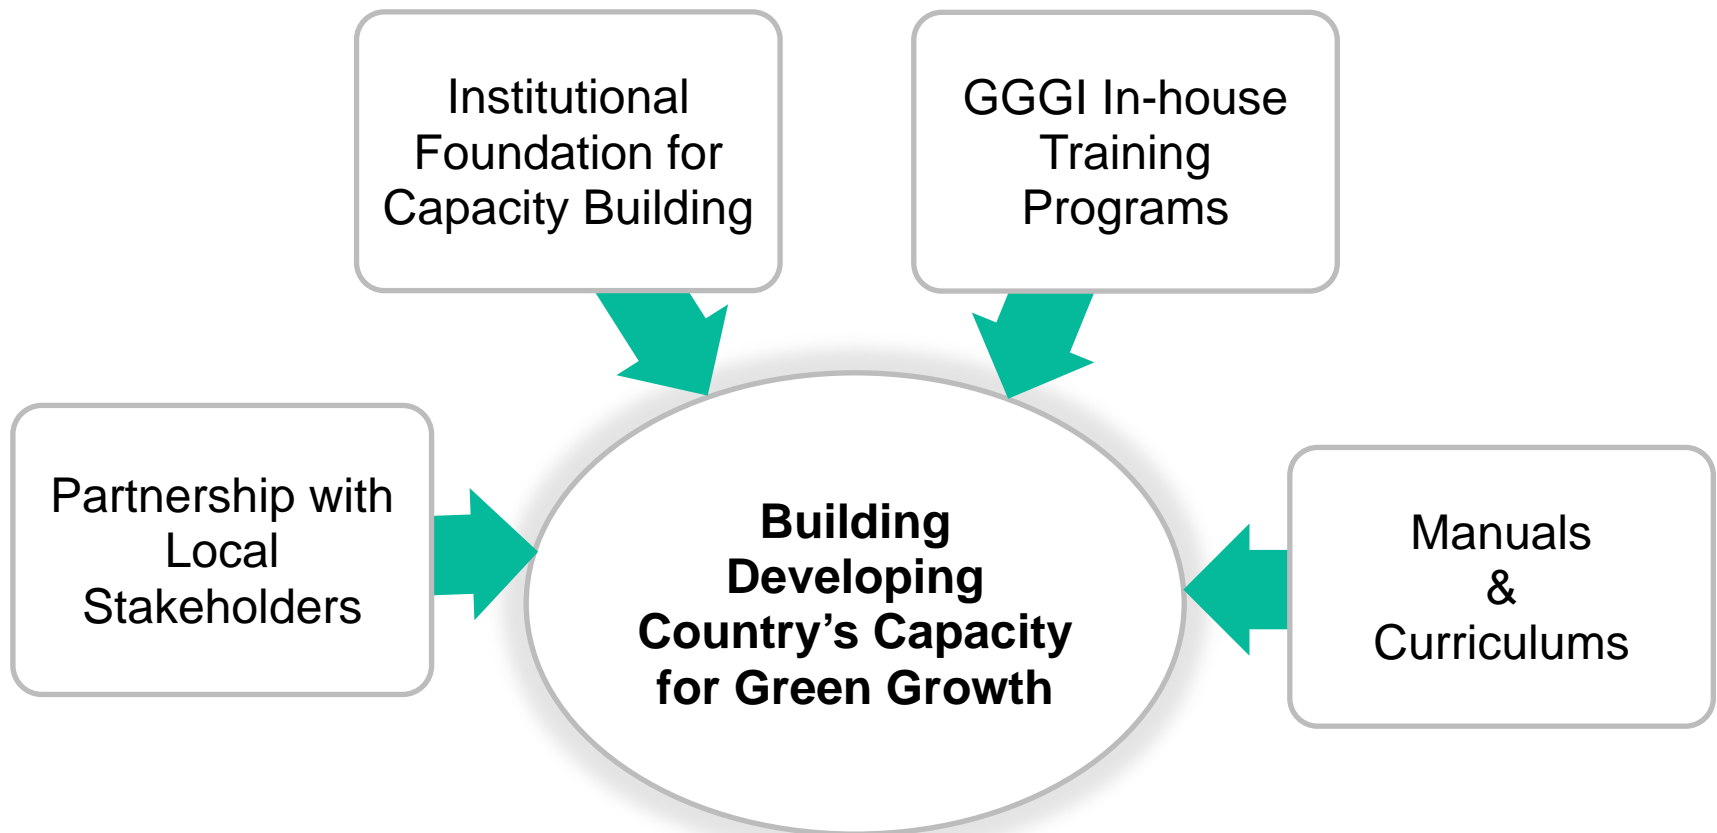 Institutional
Foundation for
Capacity Building
GGGI In-house
Training
Programs
Partnership with
Local
Stakeholders
Building
Developing
Country’s Capacity
for Green Growth
Manuals
&
Curriculums